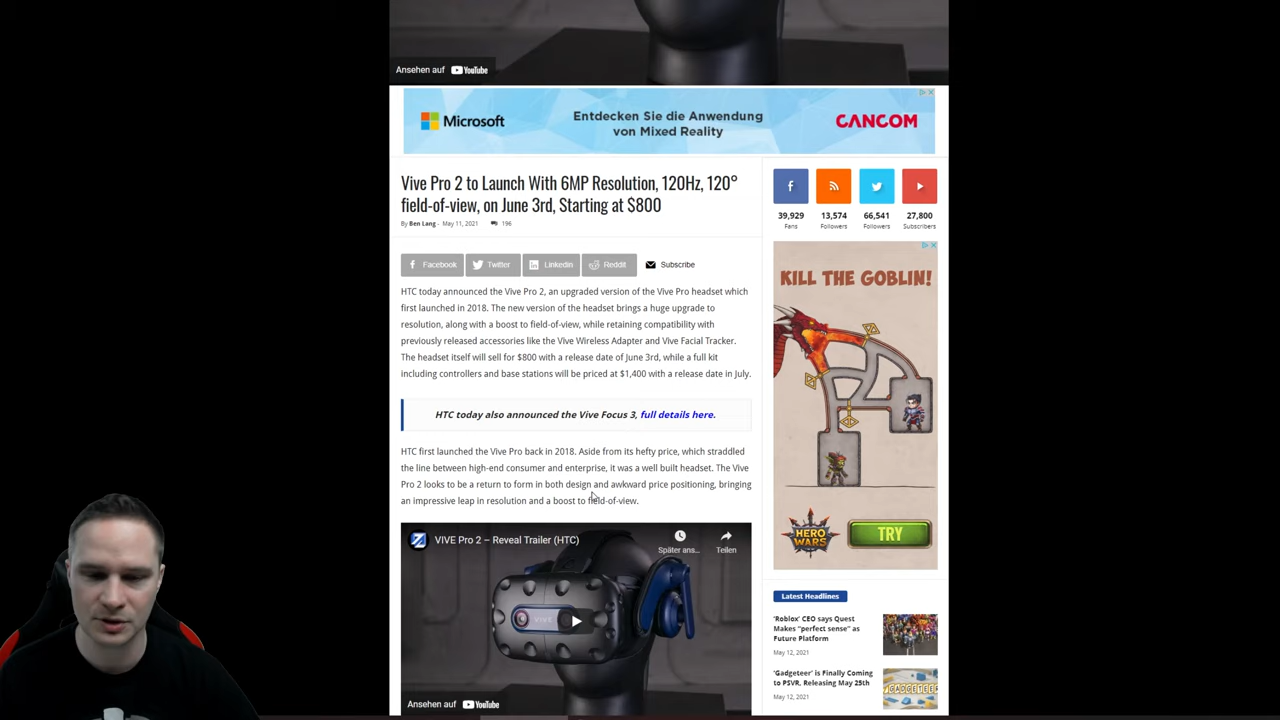 Ansehen auf YouTube
Microsoft
Entdecken Sie die Anwendung
von Mixed Reality
CANCOM
Vive Pro 2 to Launch With 6MP Resolution, 120Hz, 120°
field-of-view, on June 3rd, Starting at $800
By Ben Lang - May 11, 2021 196
Facebook
Twitter
Linkedin
Reddit
Subscribe
HTC today announced the Vive Pro 2, an upgraded version of the Vive Pro headset which
first launched in 2018. The new version of the headset brings a huge upgrade to
resolution, along with a boost to field-of-view, while retaining compatibility with
previously released accessories like the Vive Wireless Adapter and Vive Facial Tracker.
The headset itself will sell for $800 with a release date of June 3rd, while a full kit
including controllers and base stations will be priced at $1,400 with a release date in July.
HTC today also announced the Vive Focus 3, full details here.
HTC first launched the Vive Pro back in 2018. Aside from its hefty price, which straddled
the line between high-end consumer and enterprise, it was a well built headset. The Vive
Pro 2 looks to be a return to form in both design and awkward price positioning, bringing
an impressive leap in resolution and a boost to field-of-view.
VIVE Pro 2 – Reveal Trailer (HTC)
Später ans...
Teilen
VIVE
Ansehen auf YouTube
39,929
Fans
13,574
Followers
66,541
Followers
27,800
Subscribers
KILL THE GOBLIN!
HERO
WARS
TRY
Latest Headlines
'Roblox' CEO says Quest
Makes "perfect sense" as
Future Platform
May 12, 2021
'Gadgeteer' is Finally Coming
to PSVR, Releasing May 25th
May 12, 2021
GADGETEER